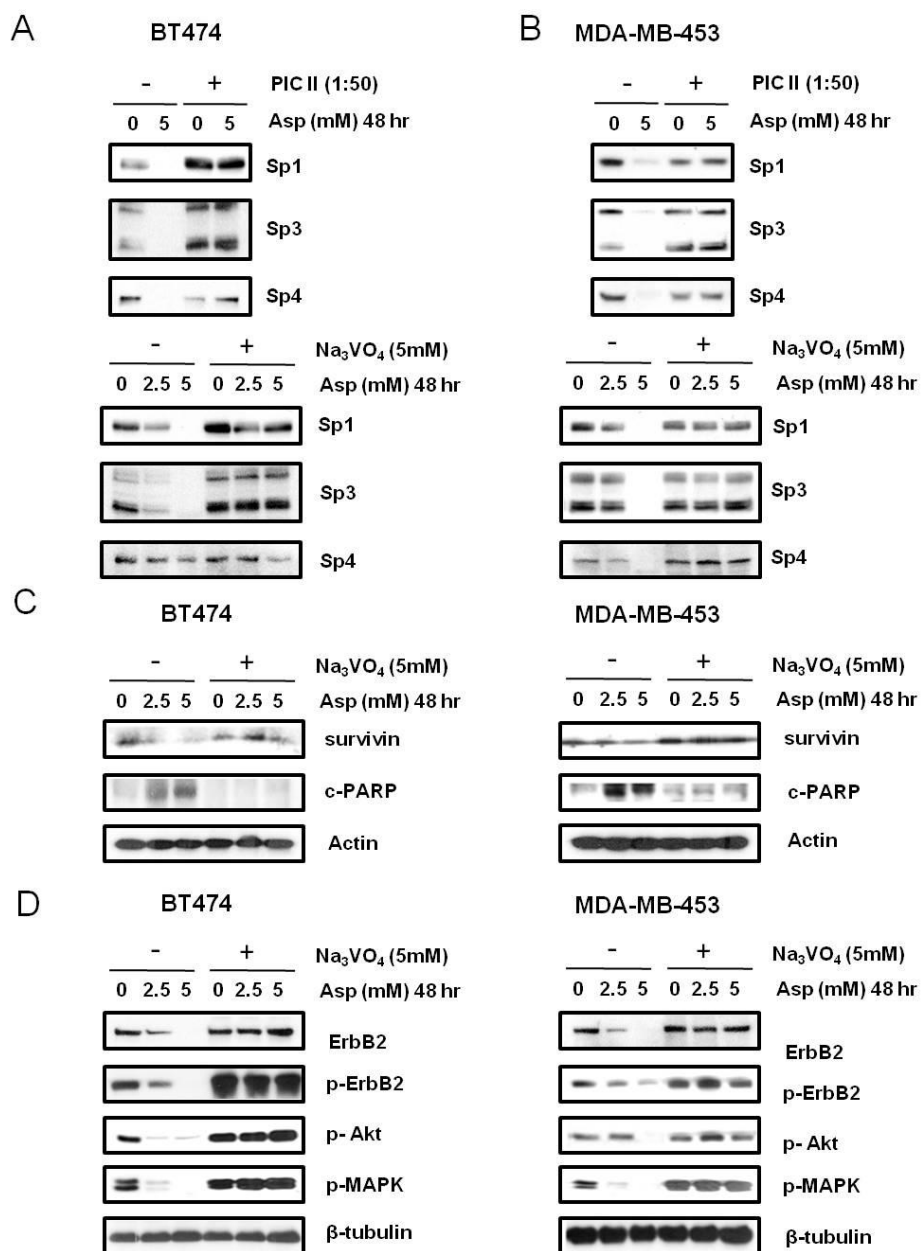 A
BT474
- +
PIC II (1:50)
0 5 0 5
Asp (mM) 48 hr
Sp1
Sp3
Sp4
- +
Na₃VO₄ (5mM)
0 2.5 5 0 2.5 5
Asp (mM) 48 hr
Sp1
Sp3
Sp4
B
MDA-MB-453
- +
PIC II (1:50)
0 5 0 5
Asp (mM) 48 hr
Sp1
Sp3
Sp4
- +
Na₃VO₄ (5mM)
0 2.5 5 0 2.5 5
Asp (mM) 48 hr
Sp1
Sp3
Sp4
C
BT474
- +
Na₃VO₄ (5mM)
0 2.5 5 0 2.5 5
Asp (mM) 48 hr
survivin
c-PARP
Actin
MDA-MB-453
- +
Na₃VO₄ (5mM)
0 2.5 5 0 2.5 5
Asp (mM) 48 hr
survivin
c-PARP
Actin
D
BT474
- +
Na₃VO₄ (5mM)
0 2.5 5 0 2.5 5
Asp (mM) 48 hr
ErbB2
p-ErbB2
p- Akt
p-MAPK
β-tubulin
MDA-MB-453
- +
Na₃VO₄ (5mM)
0 2.5 5 0 2.5 5
Asp (mM) 48 hr
ErbB2
p-ErbB2
p- Akt
p-MAPK
β-tubulin